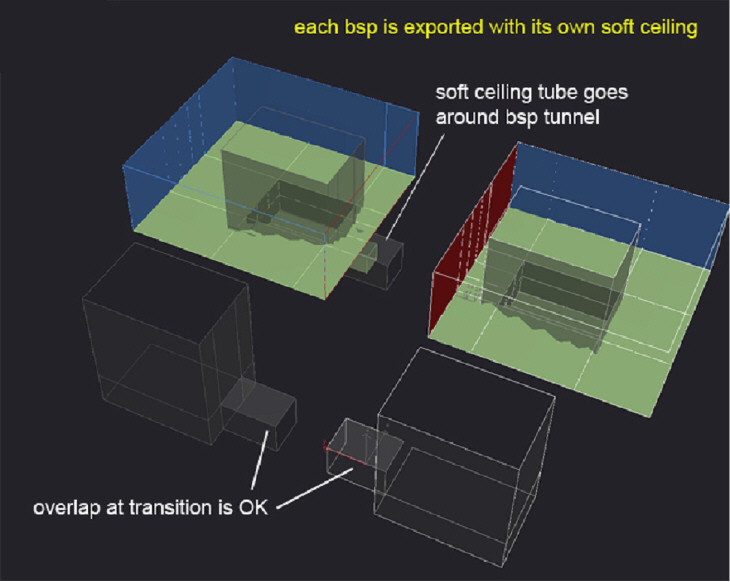 each bsp is exported with its own soft ceiling
soft ceiling tube goes
around bsp tunnel
overlap at transition is OK